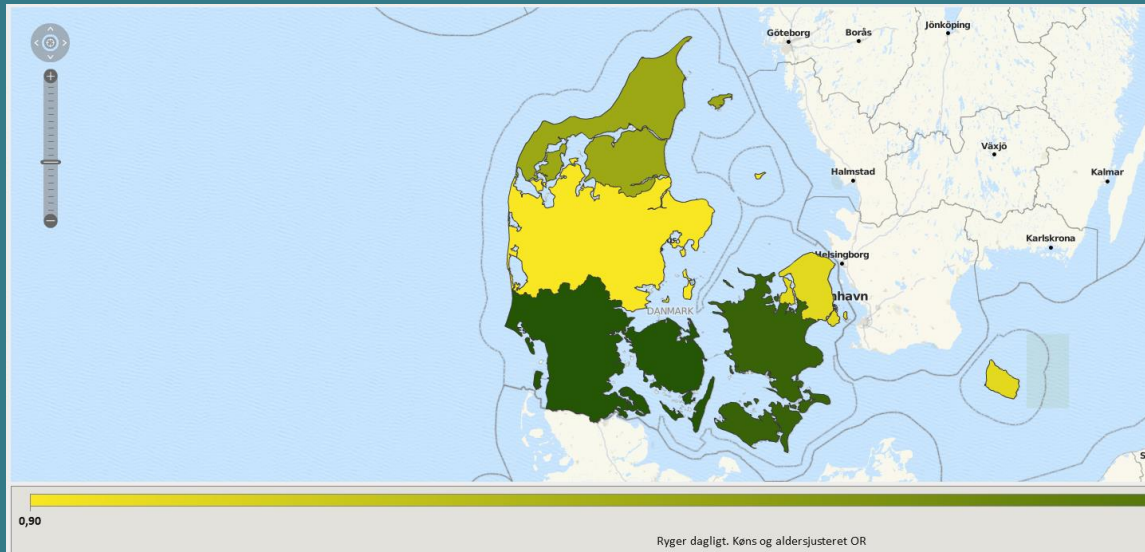 Göteborg
Borås
Jönköping
Växjö
Halmstad
Kalmar
Karlskrona
Helsingborg
nhavn
DANMARK
0,90
Ryger dagligt. Køns og aldersjusteret OR